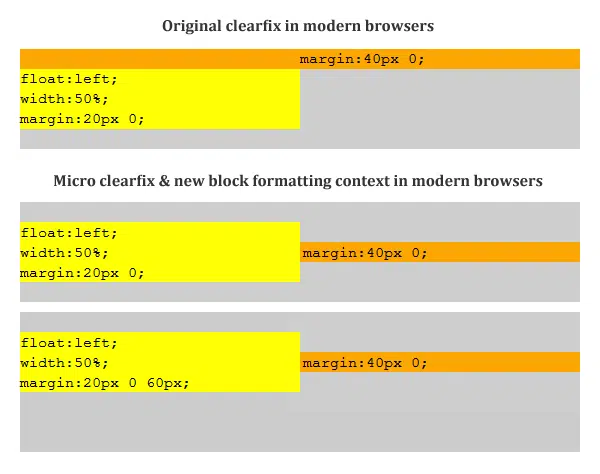 Original clearfix in modern browsers
margin:40px 0;
float:left;
width:50%;
margin:20px 0;
Micro clearfix & new block formatting context in modern browsers
float:left;
width:50%;
margin:40px 0;
margin:20px 0;
float:left;
width:50%;
margin:40px 0;
margin:20px 0 60px;